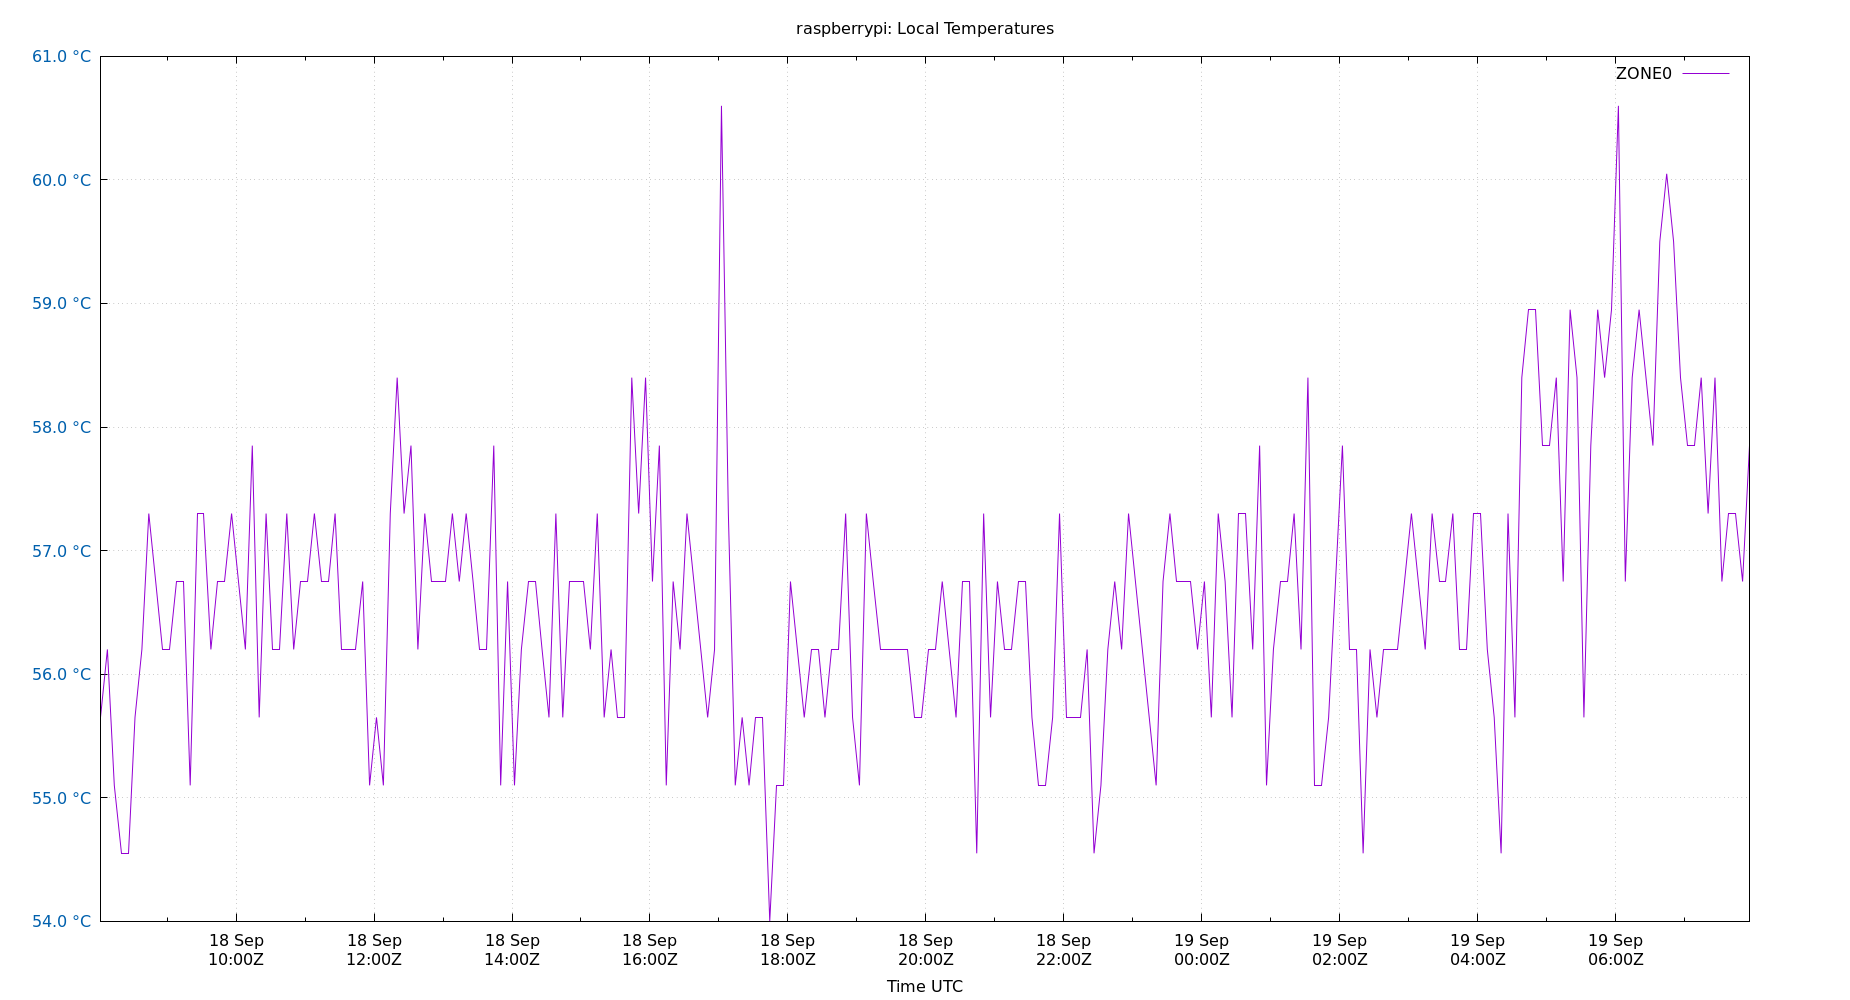 raspberrypi: Local Temperatures
61.0 °C
ZONE0
60.0 °C
59.0 °C
58.0 °C
57.0 °C
56.0 °C
55.0 °C
54.0 °C
18 Sep 18 Sep 18 Sep 18 Sep 18 Sep 18 Sep 18 Sep 19 Sep 19 Sep 19 Sep 19 Sep
10:00Z 12:00Z 14:00Z 16:00Z 18:00Z 20:00Z 22:00Z 00:00Z 02:00Z 04:00Z 06:00Z
Time UTC